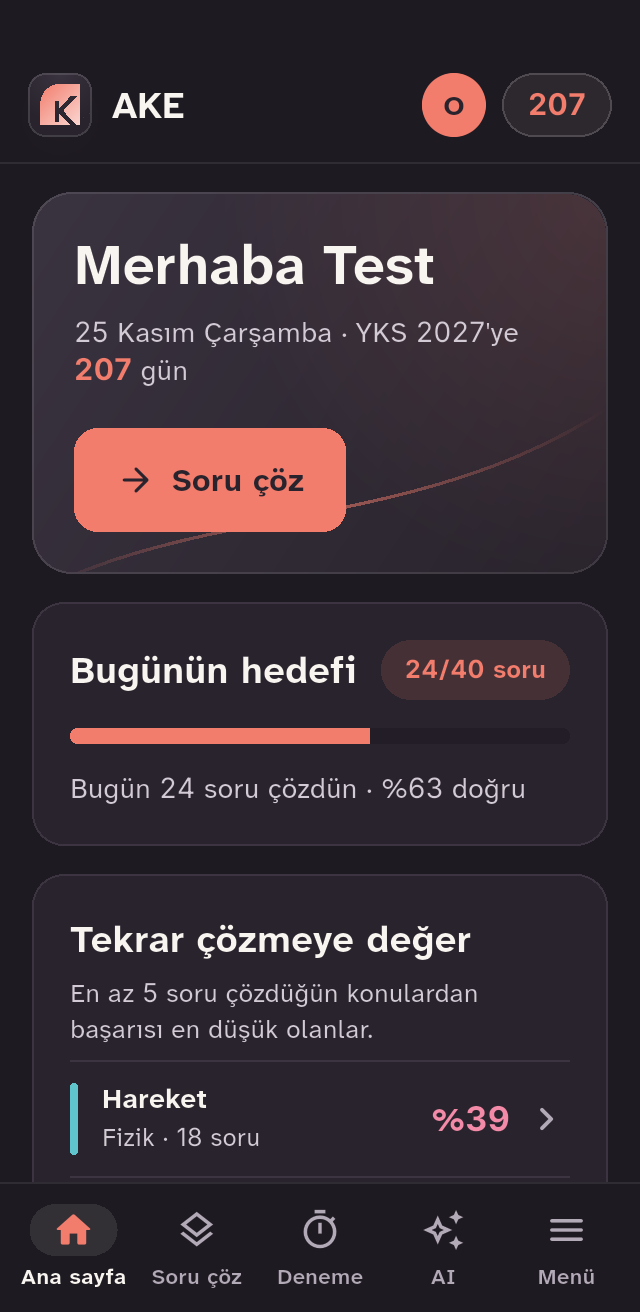 K
AKE
O
207
Merhaba Test
25 Kasım Çarşamba · YKS 2027'ye
207 gün
Soru çöz
Bugünün hedefi
24/40 soru
Bugün 24 soru çözdün · %63 doğru
Tekrar çözmeye değer
En az 5 soru çözdüğün konulardan
başarısı en düşük olanlar.
Hareket
%39
Fizik · 18 soru
Ana sayfa
Soru çöz
Deneme
AI
Menü